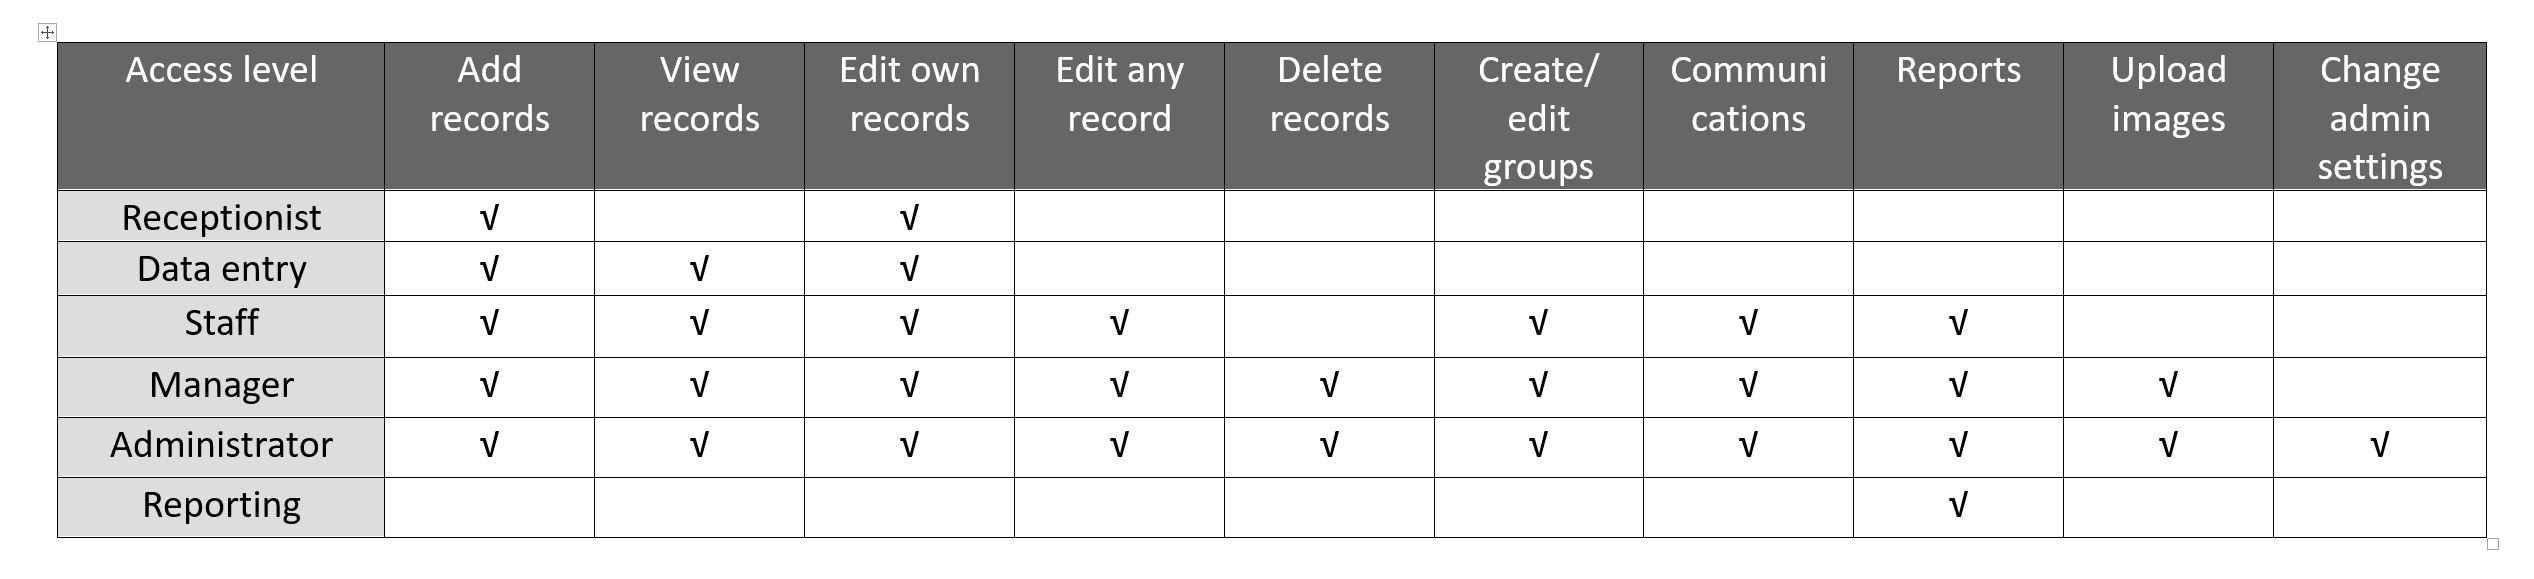 Access level Add records View records Edit own records Edit any record Delete records Create/ edit groups Communi cations Reports Upload images Change admin settings
Receptionist √ √
Data entry √ √ √
Staff √ √ √ √ √ √ √
Manager √ √ √ √ √ √ √ √ √
Administrator √ √ √ √ √ √ √ √ √ √
Reporting √